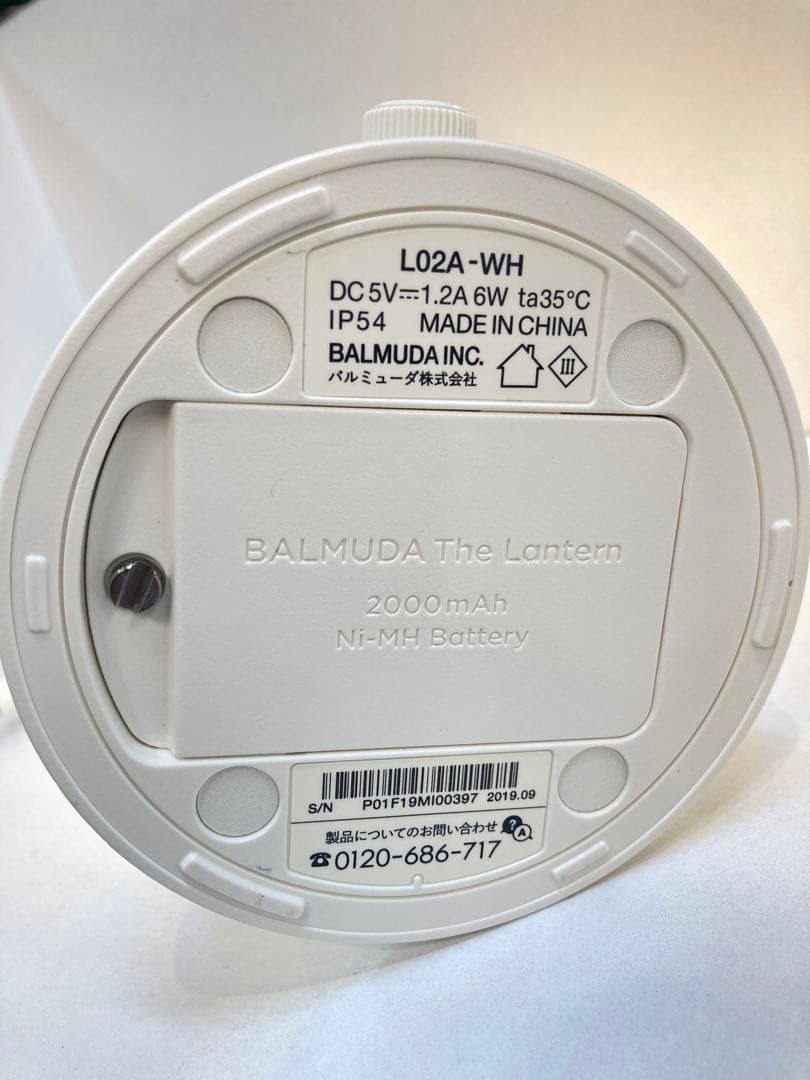 L02A-WH
DC 5V⎓1.2A 6W ta35°C
IP54 MADE IN CHINA
BALMUDA INC.
バルミューダ株式会社
III
BALMUDA The Lantern
2000mAh
Ni-MH Battery
S/N P01F19MI00397 2019.09
製品についてのお問い合わせ ? A
☎0120-686-717